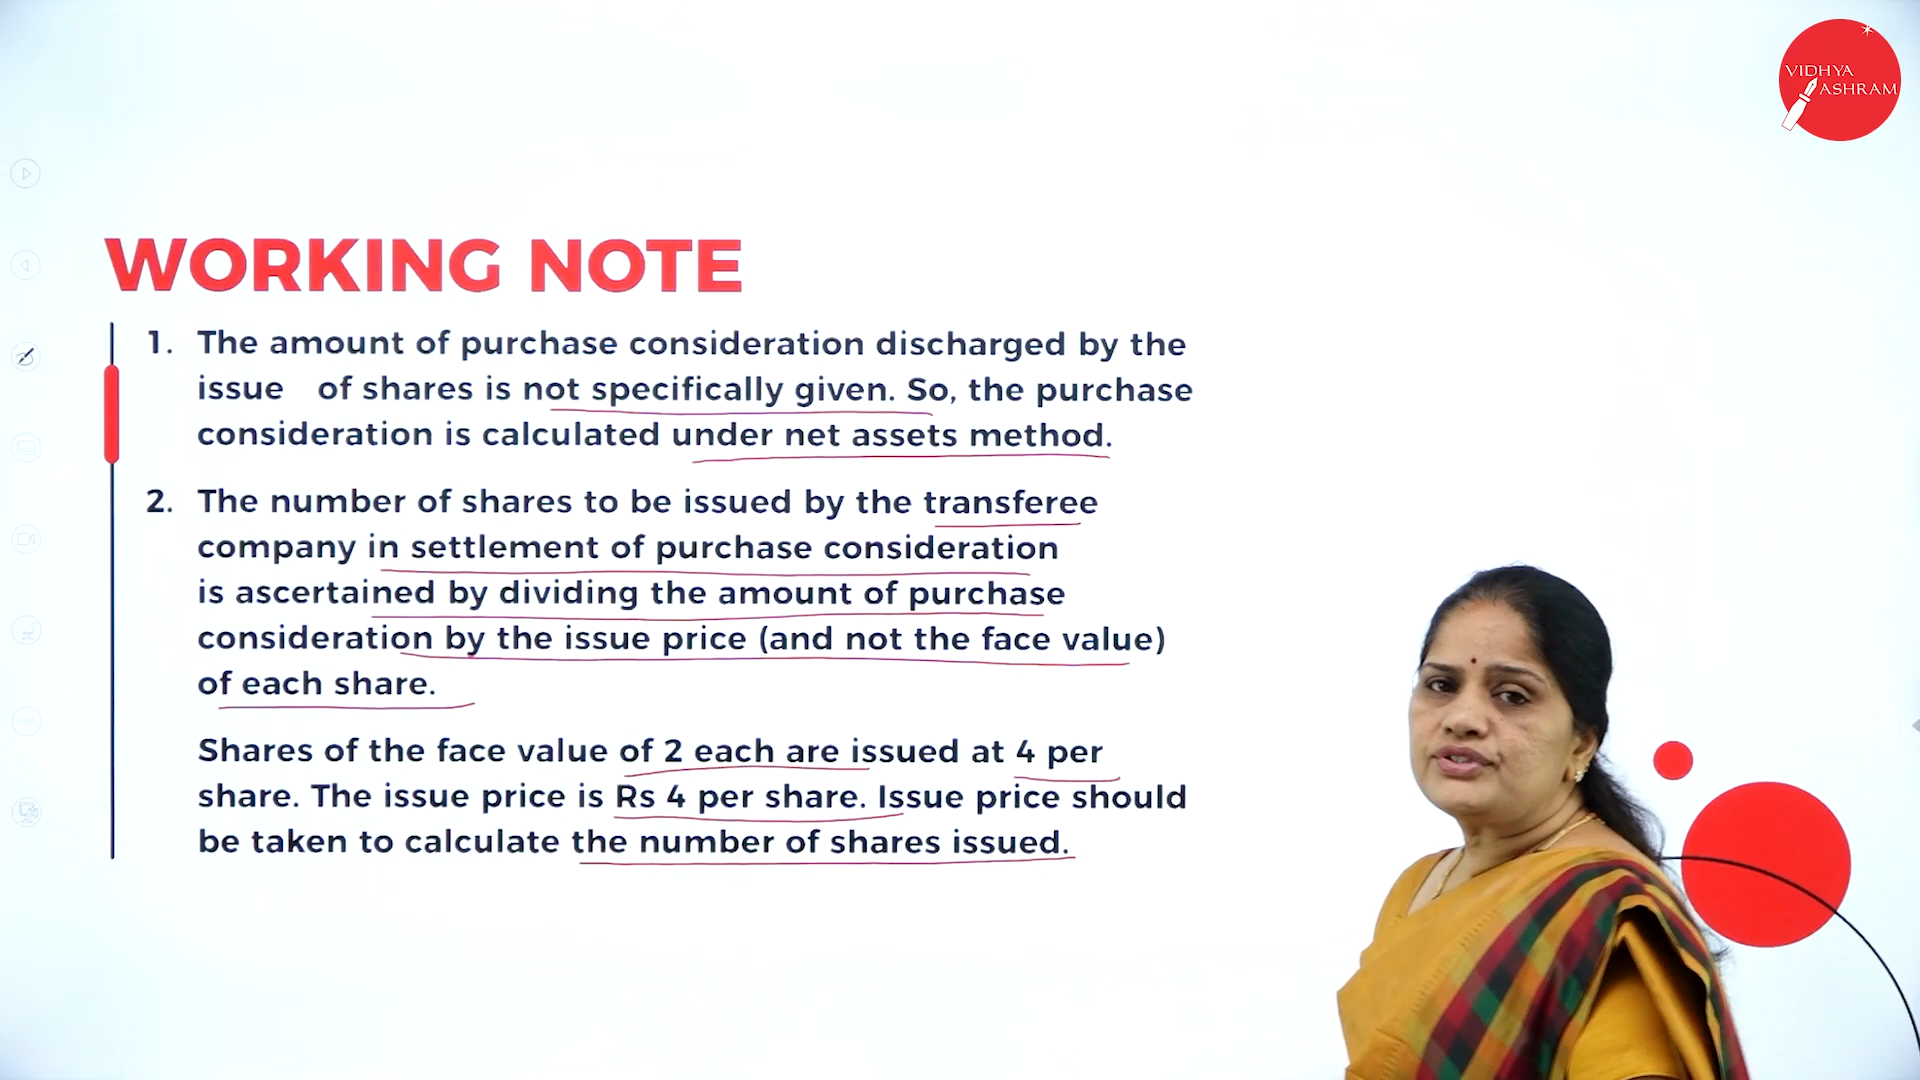 VIDHYA
ASHRAM
WORKING NOTE
1. The amount of purchase consideration discharged by the
issue of shares is not specifically given. So, the purchase
consideration is calculated under net assets method.
2. The number of shares to be issued by the transferee
company in settlement of purchase consideration
is ascertained by dividing the amount of purchase
consideration by the issue price (and not the face value)
of each share.
Shares of the face value of 2 each are issued at 4 per
share. The issue price is Rs 4 per share. Issue price should
be taken to calculate the number of shares issued.